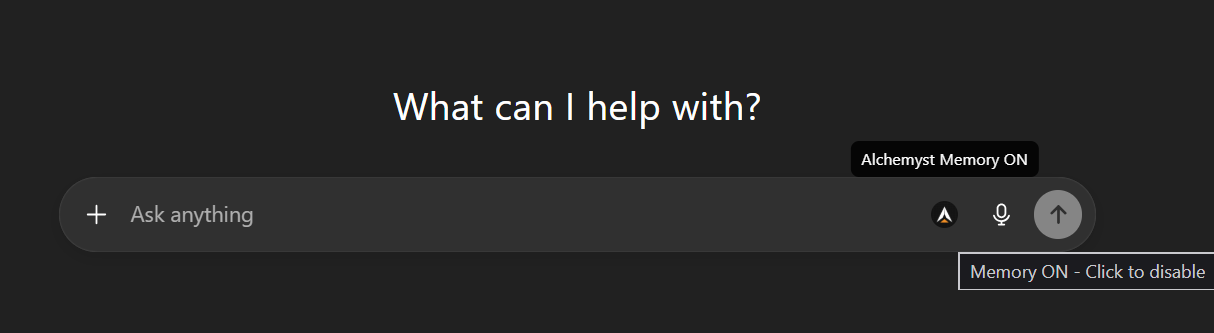 What can I help with?
Alchemyst Memory ON
Ask anything
Memory ON - Click to disable